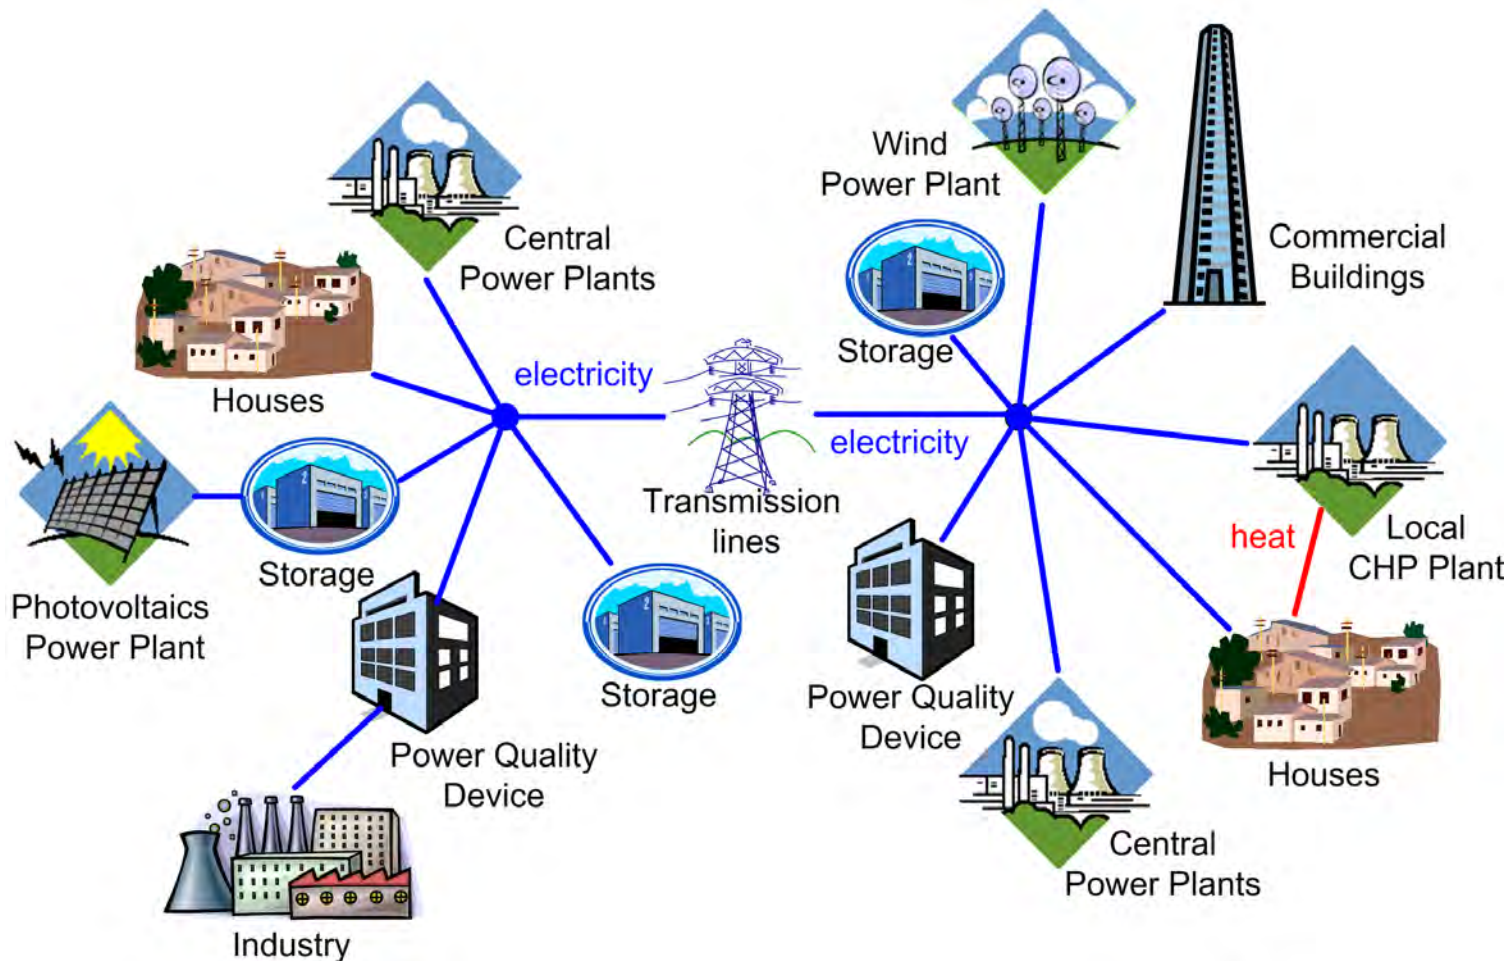 Wind
Power Plant
Central
Power Plants
Commercial
Buildings
Storage
electricity
Houses
electricity
Transmission
lines
heat
Local
CHP Plant
Storage
Photovoltaics
Power Plant
Storage
Power Quality
Device
Power Quality
Device
Houses
Central
Power Plants
Industry